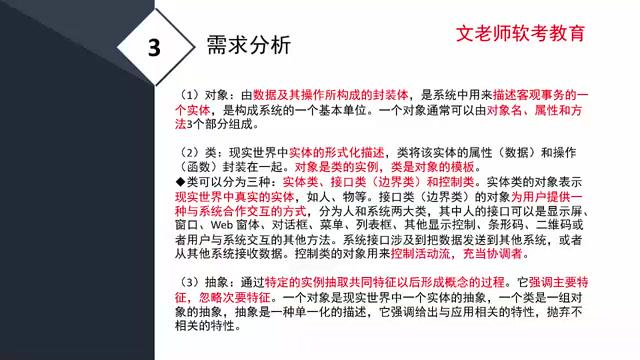 3
需求分析
文老师软考教育
（1）对象：由数据及其操作所构成的封装体，是系统中用来描述客观事务的一
个实体，是构成系统的一个基本单位。一个对象通常可以由对象名、属性和方
法3个部分组成。
（2）类：现实世界中实体的形式化描述，类将该实体的属性（数据）和操作
（函数）封装在一起。对象是类的实例，类是对象的模板。
◆类可以分为三种：实体类、接口类（边界类）和控制类。实体类的对象表示
现实世界中真实的实体，如人、物等。接口类（边界类）的对象为用户提供一
种与系统合作交互的方式，分为人和系统两大类，其中人的接口可以是显示屏、
窗口、Web 窗体、对话框、菜单、列表框、其他显示控制、条形码、二维码或
者用户与系统交互的其他方法。系统接口涉及到把数据发送到其他系统，或者
从其他系统接收数据。控制类的对象用来控制活动流，充当协调者。
（3）抽象：通过特定的实例抽取共同特征以后形成概念的过程。它强调主要特
征，忽略次要特征。一个对象是现实世界中一个实体的抽象，一个类是一组对
象的抽象，抽象是一种单一化的描述，它强调给出与应用相关的特性，抛弃不
相关的特性。